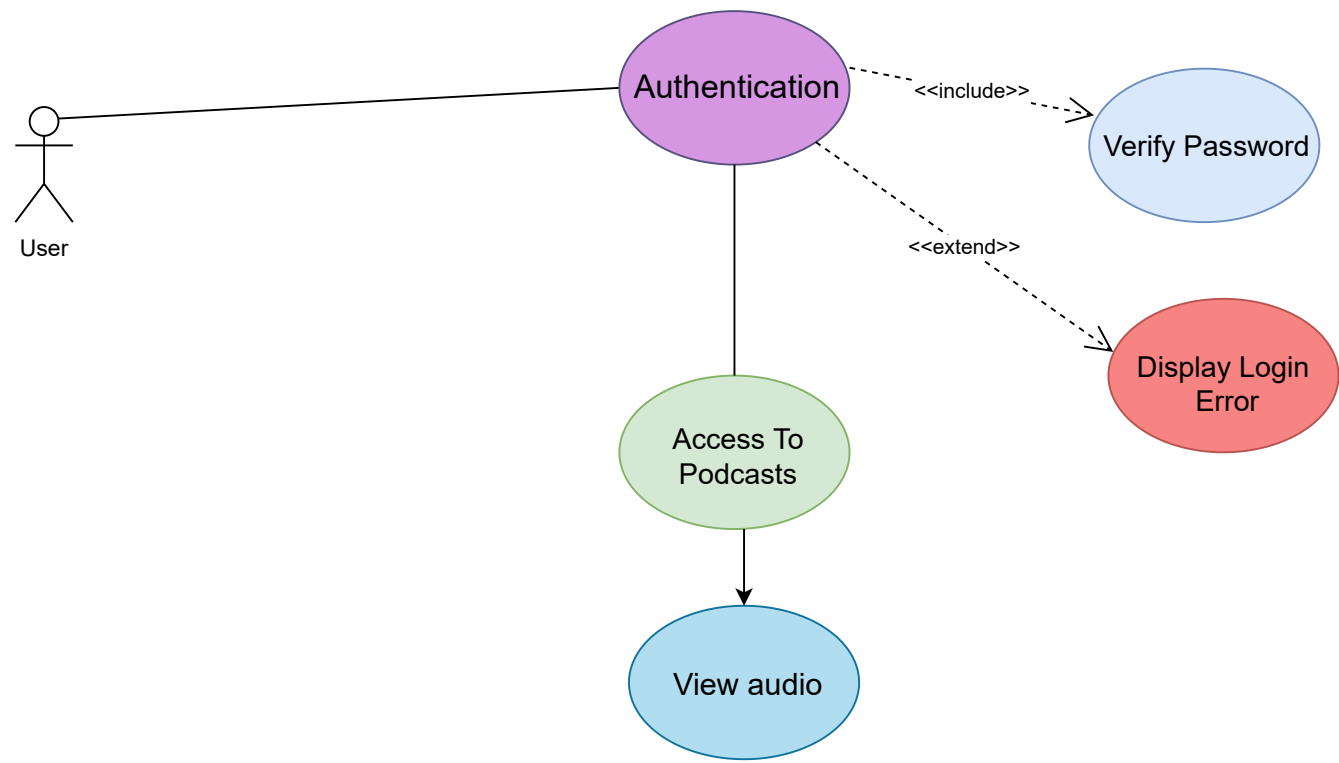 Authentication
<<include>>
Verify Password
User
<<extend>>
Display Login
Error
Access To
Podcasts
View audio